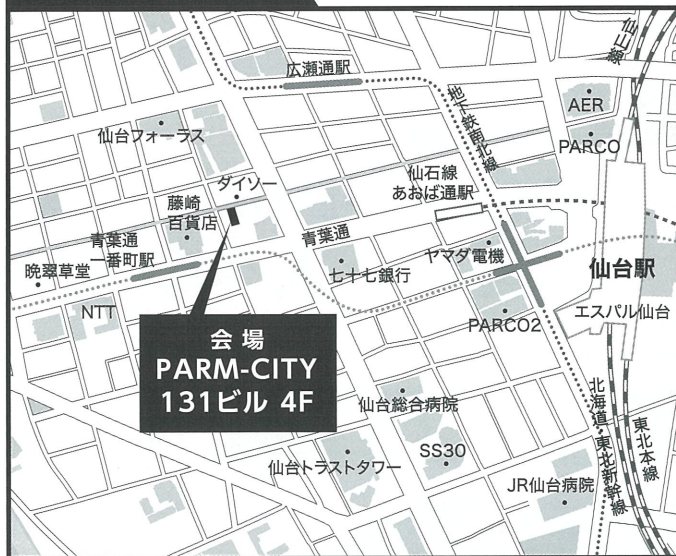 仙山線
広瀬通駅
地下鉄南北線
AER
PARCO
仙台フォーラス
ダイソー
仙石線
あおば通駅
藤崎
百貨店
青葉通
青葉通
一番町駅
ヤマダ電機
仙台駅
晩翠草堂
七十七銀行
NTT
PARCO2
エスパル仙台
会場
PARM-CITY
131ビル 4F
仙台総合病院
北海道・東北新幹線
東北本線
仙台トラストタワー
SS30
JR仙台病院